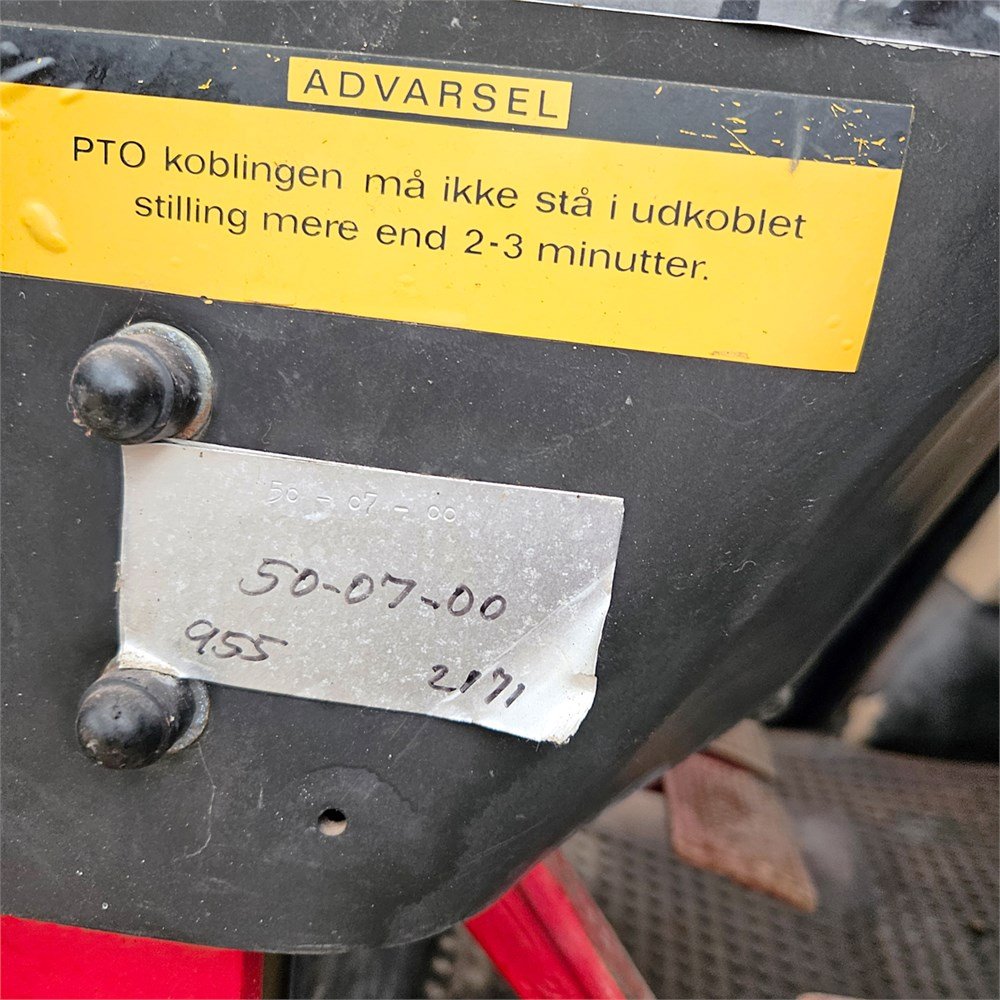 ADVARSEL
PTO koblingen må ikke stå i udkoblet
stilling mere end 2-3 minutter.
50-07-00
50-07-00
955
2171